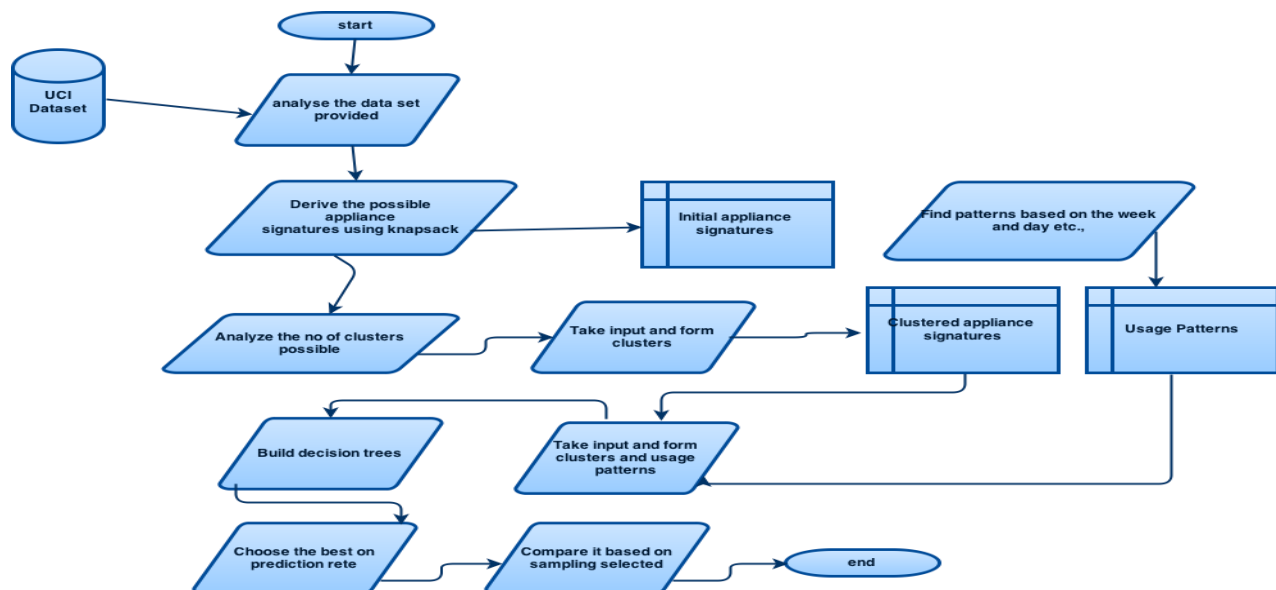 start
UCI
Dataset
analyse the data set
provided
Derive the possible
appliance
signatures using knapsack
Initial appliance
signatures
Find patterns based on the week
and day etc.,
Analyze the no of clusters
possible
Take input and form
clusters
Clustered appliance
signatures
Usage Patterns
Build decision trees
Take input and form
clusters and usage
patterns
Choose the best on
prediction rete
Compare it based on
sampling selected
end